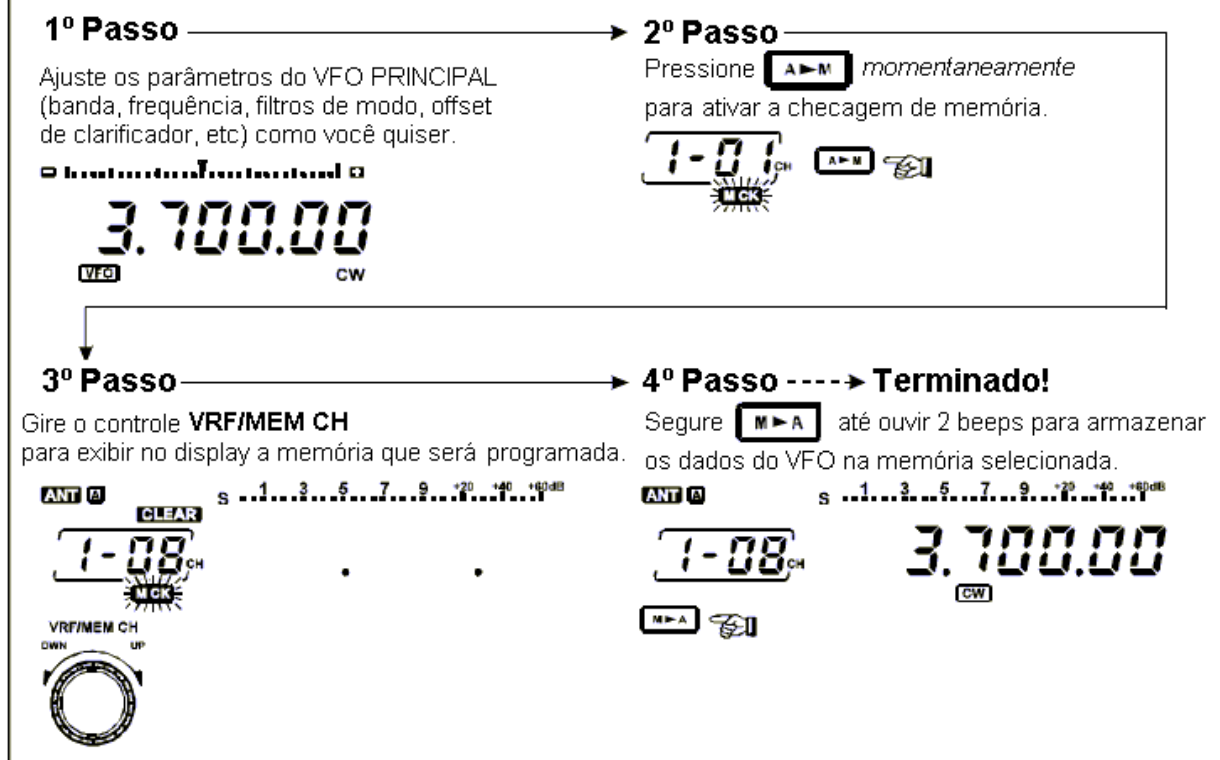 1º Passo
Ajuste os parâmetros do VFO PRINCIPAL
(banda, frequência, filtros de modo, offset
de clarificador, etc) como você quiser.
3.700.00
VFO
CW
2º Passo
Pressione A►M momentaneamente
para ativar a checagem de memória.
1-01 CH
A►M
M CK
3º Passo
Gire o controle VRF/MEM CH
para exibir no display a memória que será programada.
ANT A
S 1 3 5 7 9 +20 +40 +60dB
CLEAR
1-08 CH
M CK
VRF/MEM CH
DWN UP
4º Passo ----► Terminado!
Segure M►A até ouvir 2 beeps para armazenar
os dados do VFO na memória selecionada.
ANT A
S 1 3 5 7 9 +20 +40 +60dB
1-08 CH 3.700.00
CW
M►A